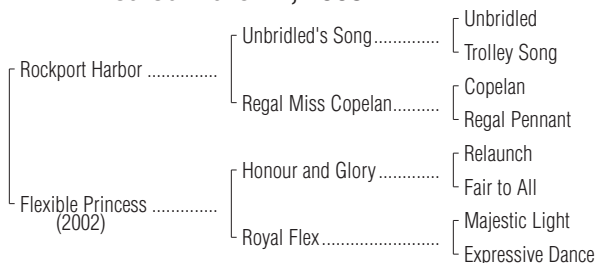 Unbridled
Unbridled's Song..............
Trolley Song
Rockport Harbor ...............
Copelan
Regal Miss Copelan..........
Regal Pennant
Relaunch
Honour and Glory.............
Fair to All
Flexible Princess ..............
(2002)
Majestic Light
Royal Flex.........................
Expressive Dance